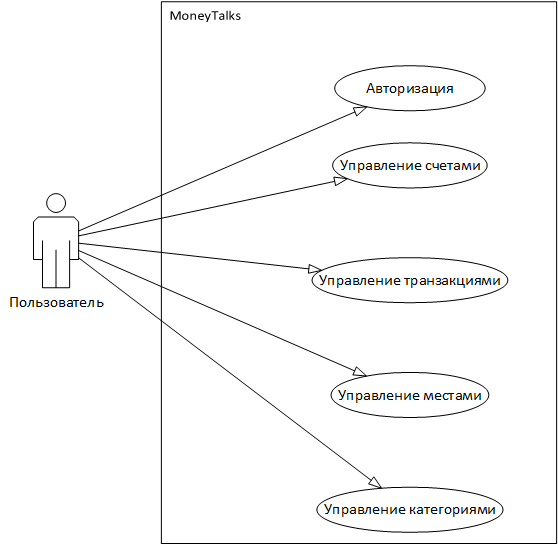 MoneyTalks
Авторизация
Управление счетами
Управление транзакциями
Пользователь
Управление местами
Управление категориями